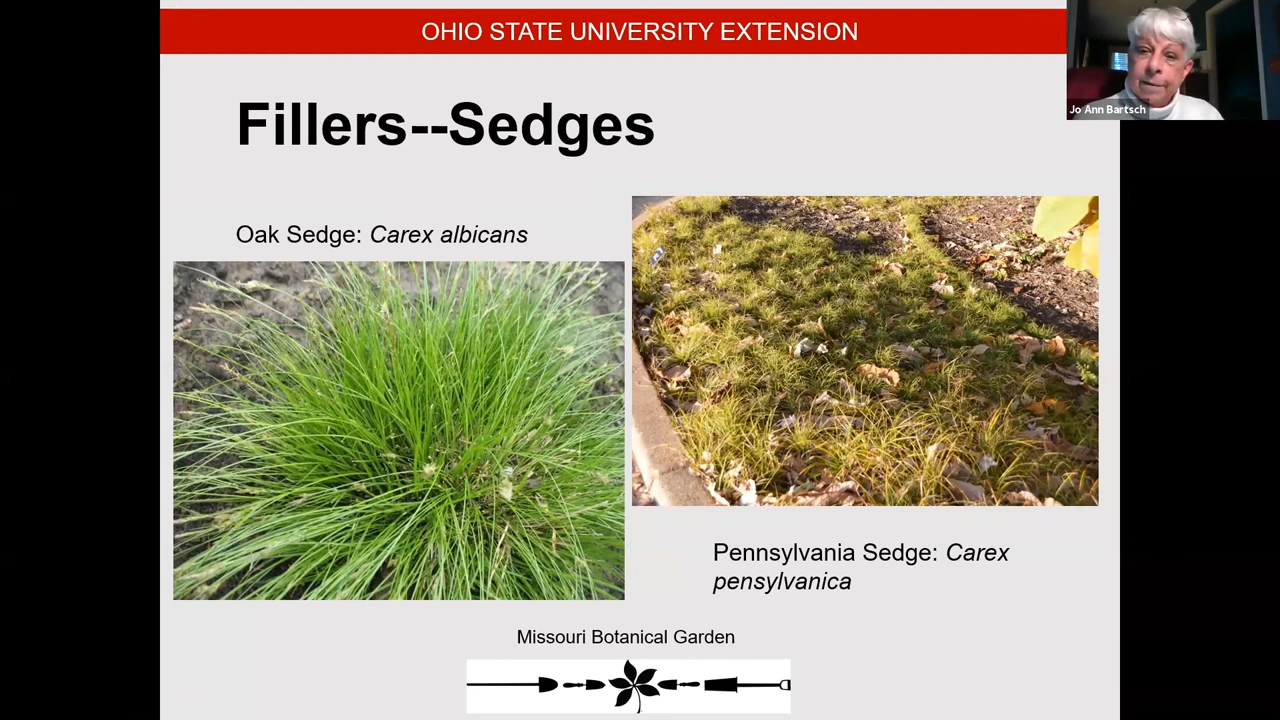 OHIO STATE UNIVERSITY EXTENSION
Jo Ann Bartsch
Fillers--Sedges
Oak Sedge: Carex albicans
Pennsylvania Sedge: Carex
pensylvanica
Missouri Botanical Garden